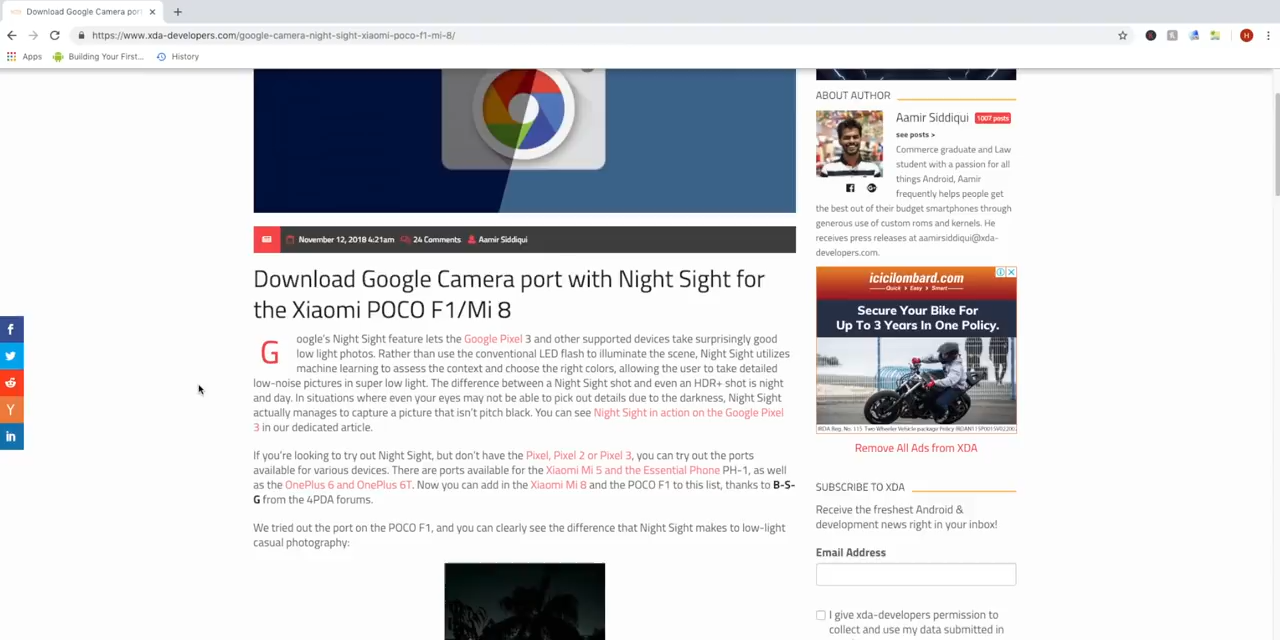 Download Google Camera port
https://www.xda-developers.com/google-camera-night-sight-xiaomi-poco-f1-mi-8/
H
Apps
Building Your First...
History
November 12, 2018 4:21am
24 Comments
Aamir Siddiqui
Download Google Camera port with Night Sight for
the Xiaomi POCO F1/Mi 8
Google's Night Sight feature lets the Google Pixel 3 and other supported devices take surprisingly good
low light photos. Rather than use the conventional LED flash to illuminate the scene, Night Sight utilizes
machine learning to assess the context and choose the right colors, allowing the user to take detailed
low-noise pictures in super low light. The difference between a Night Sight shot and even an HDR+ shot is night
and day. In situations where even your eyes may not be able to pick out details due to the darkness, Night Sight
actually manages to capture a picture that isn't pitch black. You can see Night Sight in action on the Google Pixel
3 in our dedicated article.
If you're looking to try out Night Sight, but don't have the Pixel, Pixel 2 or Pixel 3, you can try out the ports
available for various devices. There are ports available for the Xiaomi Mi 5 and the Essential Phone PH-1, as well
as the OnePlus 6 and OnePlus 6T. Now you can add in the Xiaomi Mi 8 and the POCO F1 to this list, thanks to B-S-
G from the 4PDA forums.
We tried out the port on the POCO F1, and you can clearly see the difference that Night Sight makes to low-light
casual photography:
ABOUT AUTHOR
Aamir Siddiqui 1007 posts
see posts >
Commerce graduate and Law
student with a passion for all
things Android, Aamir
frequently helps people get
the best out of their budget smartphones through
generous use of custom roms and kernels. He
receives press releases at aamirsiddiqui@xda-
developers.com.
icicilombard.com
Quick > Easy > Smart
Secure Your Bike For
Up To 3 Years In One Policy.
Remove All Ads from XDA
SUBSCRIBE TO XDA
Receive the freshest Android &
development news right in your inbox!
Email Address
I give xda-developers permission to
collect and use my data submitted in